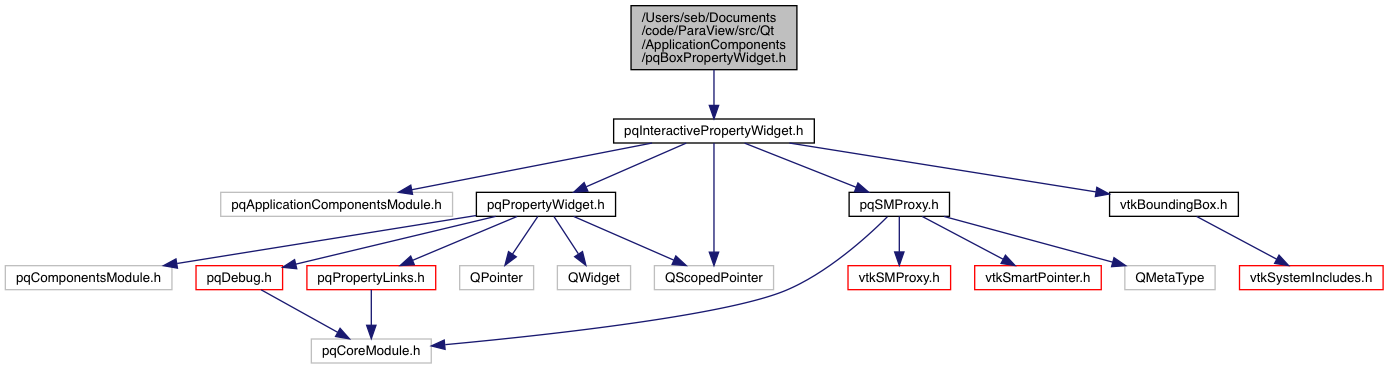 /Users/seb/Documents
/code/ParaView/src/Qt
/ApplicationComponents
/pqBoxPropertyWidget.h
pqInteractivePropertyWidget.h
pqApplicationComponentsModule.h
pqPropertyWidget.h
pqSMProxy.h
vtkBoundingBox.h
pqComponentsModule.h
pqDebug.h
pqPropertyLinks.h
QPointer
QWidget
QScopedPointer
vtkSMProxy.h
vtkSmartPointer.h
QMetaType
vtkSystemIncludes.h
pqCoreModule.h